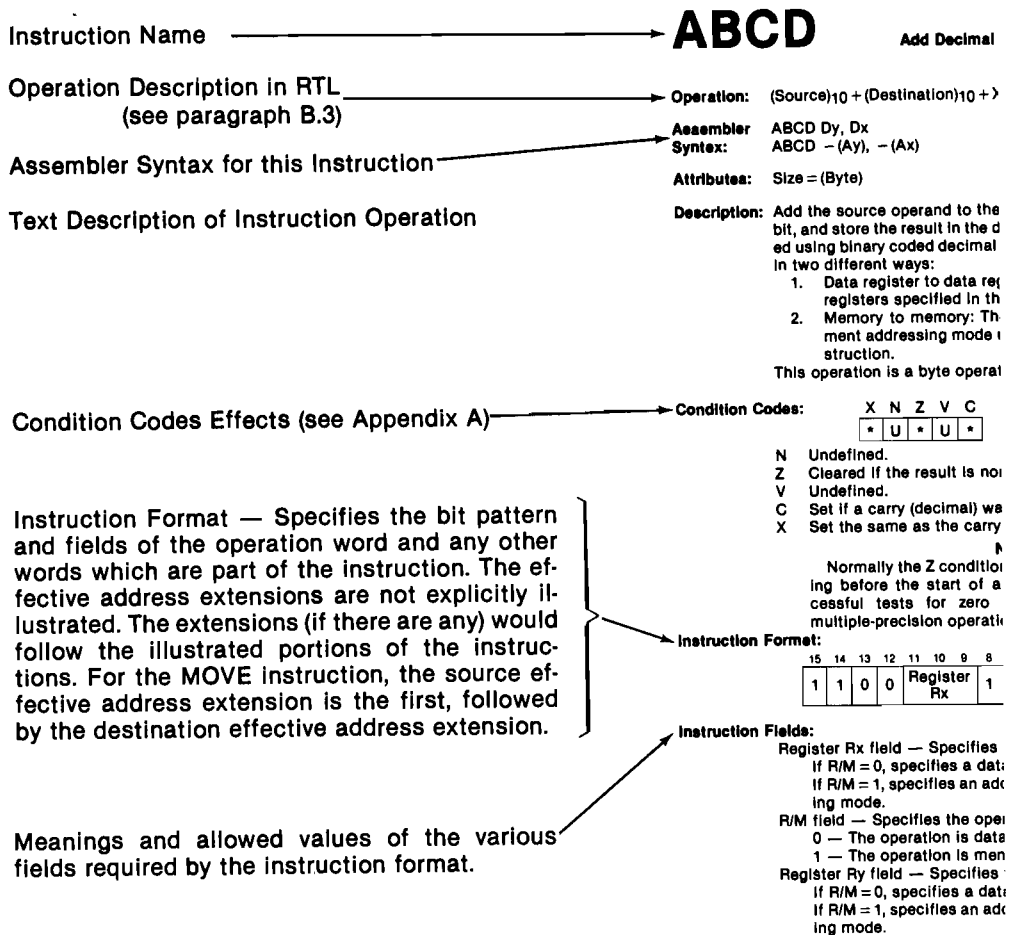 Instruction Name
ABCD
Add Decimal
Operation Description in RTL
(see paragraph B.3)
Operation: (Source)10 + (Destination)10 +
Assembler Syntax for this Instruction
Assembler ABCD Dy, Dx
Syntax: ABCD – (Ay), – (Ax)
Attributes: Size = (Byte)
Text Description of Instruction Operation
Description: Add the source operand to the
bit, and store the result in the
ed using binary coded decimal
in two different ways:
1. Data register to data
registers specified in
2. Memory to memory:
ment addressing mode
struction.
This operation is a byte
Condition Codes Effects (see Appendix A)
Condition Codes:
X N Z V C
* U * U *
N Undefined.
Z Cleared if the result is
V Undefined.
C Set if a carry (decimal)
X Set the same as the carry
Normally the Z
ing before the start of a
cessful tests for zero
multiple-precision
Instruction Format — Specifies the bit pattern
and fields of the operation word and any other
words which are part of the instruction. The ef-
fective address extensions are not explicitly il-
lustrated. The extensions (if there are any) would
follow the illustrated portions of the instruc-
tions. For the MOVE instruction, the source ef-
fective address extension is the first, followed
by the destination effective address extension.
Instruction Format:
15 14 13 12 11 10 9 8
1 1 0 0 Register Rx 1
Meanings and allowed values of the various
fields required by the instruction format.
Instruction Fields:
Register Rx field — Specifies
If R/M = 0, specifies a
If R/M = 1, specifies an
ing mode.
R/M field — Specifies the
0 — The operation is data
1 — The operation is
Register Ry field — Specifies
If R/M = 0, specifies a
If R/M = 1, specifies an
ing mode.